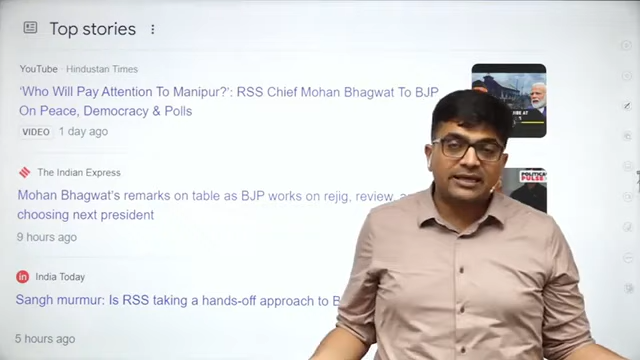 Top stories
YouTube · Hindustan Times
‘Who Will Pay Attention To Manipur?’: RSS Chief Mohan Bhagwat To BJP
On Peace, Democracy & Polls
VIDEO 1 day ago
The Indian Express
Mohan Bhagwat's remarks on table as BJP works on rejig, review,
choosing next president
POLITICAL
PULSE
9 hours ago
in India Today
Sangh murmur: Is RSS taking a hands-off approach to
5 hours ago